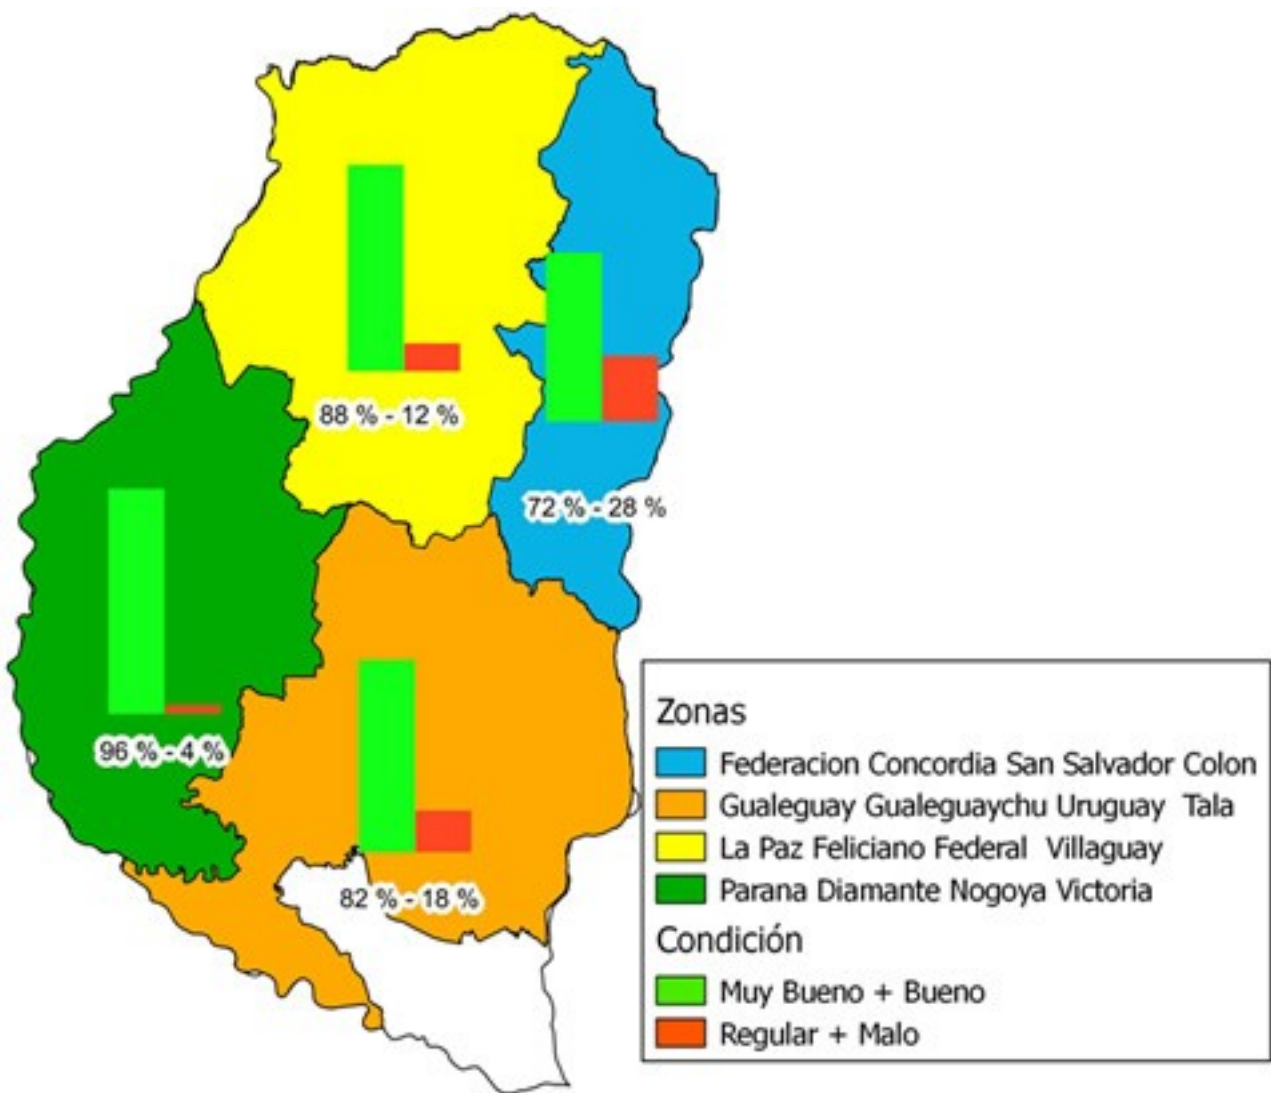 88 % - 12 %
72 % - 28 %
96 % - 4 %
82 % - 18 %
Zonas
Federacion Concordia San Salvador Colon
Gualeguay Gualeguaychu Uruguay Tala
La Paz Feliciano Federal Villaguay
Parana Diamante Nogoya Victoria
Condición
Muy Bueno + Bueno
Regular + Malo